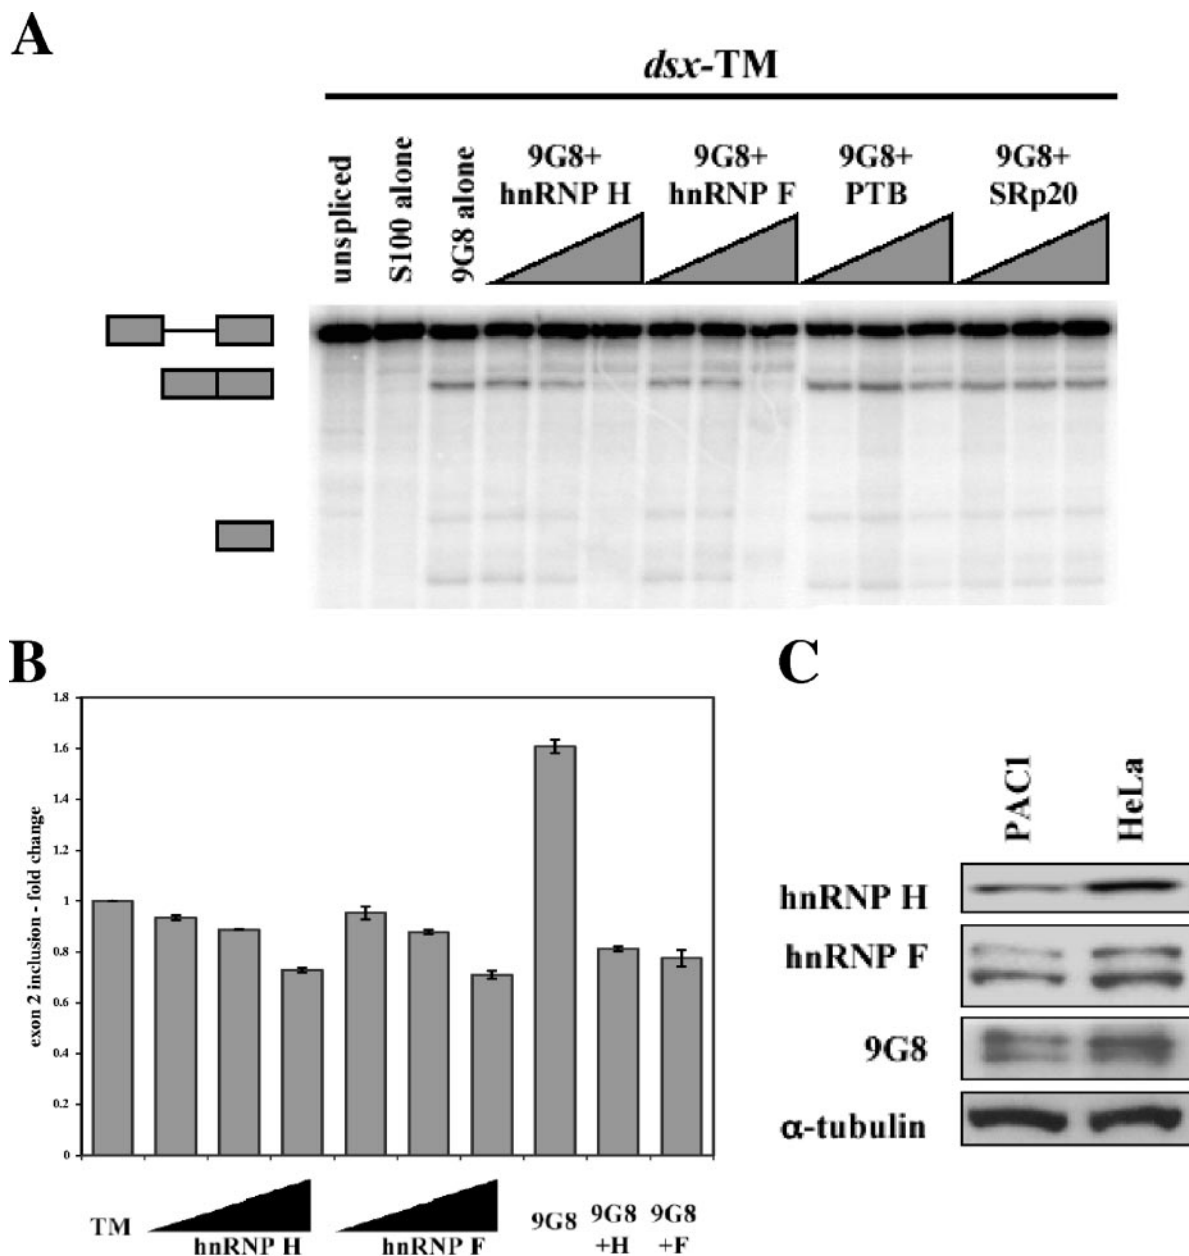 A
dsx-TM
unspliced
S100 alone
9G8 alone
9G8+
hnRNP H
9G8+
hnRNP F
9G8+
PTB
9G8+
SRp20
B
exon 2 inclusion - fold change
1.8
1.6
1.4
1.2
1
0.8
0.6
0.4
0.2
0
TM
hnRNP H
hnRNP F
9G8
9G8
+H
9G8
+F
C
PAC1
HeLa
hnRNP H
hnRNP F
9G8
α-tubulin